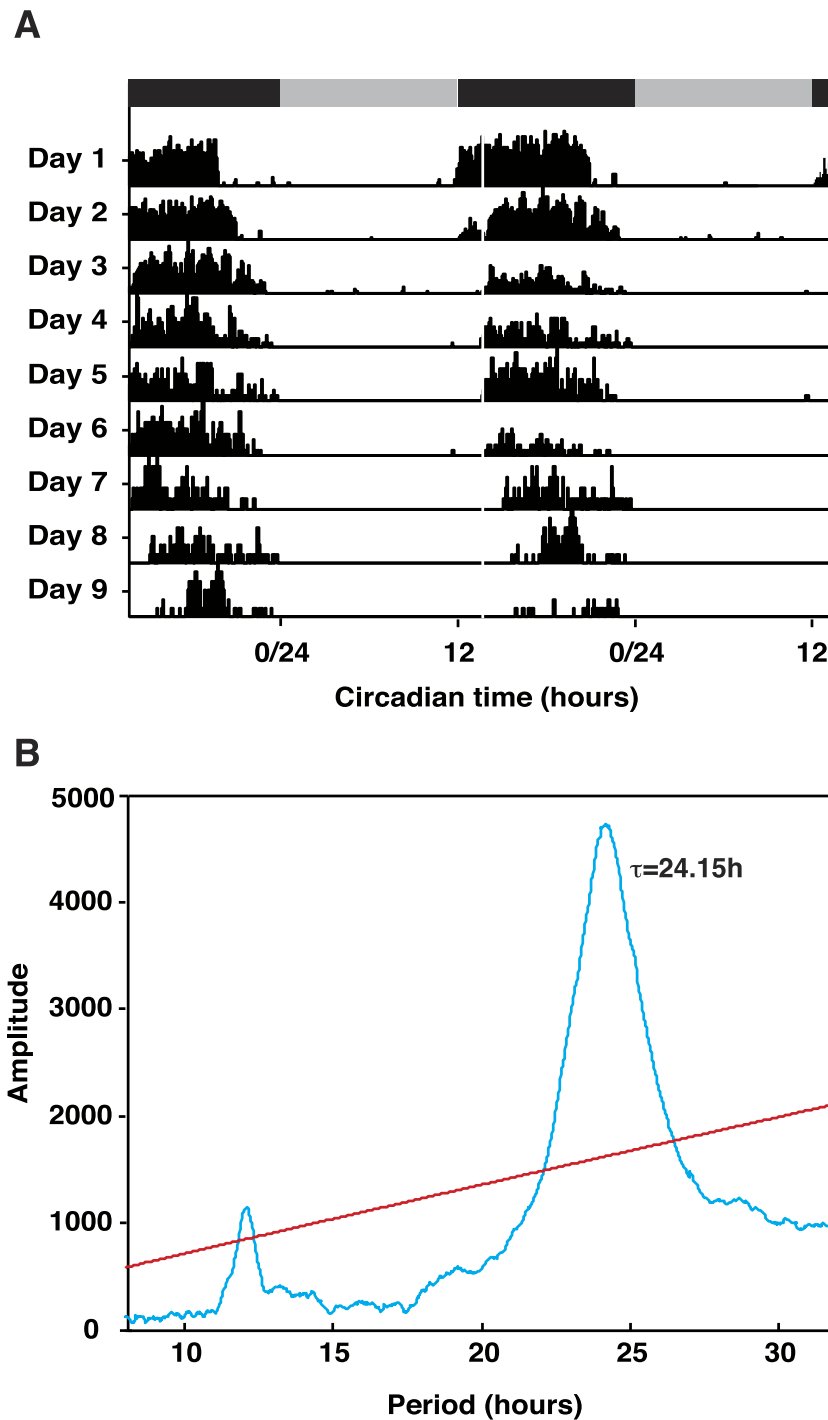 A
Day 1
Day 2
Day 3
Day 4
Day 5
Day 6
Day 7
Day 8
Day 9
0/24 12 0/24 12
Circadian time (hours)
B
5000
τ=24.15h
4000
3000
2000
1000
0
Amplitude
10 15 20 25 30
Period (hours)